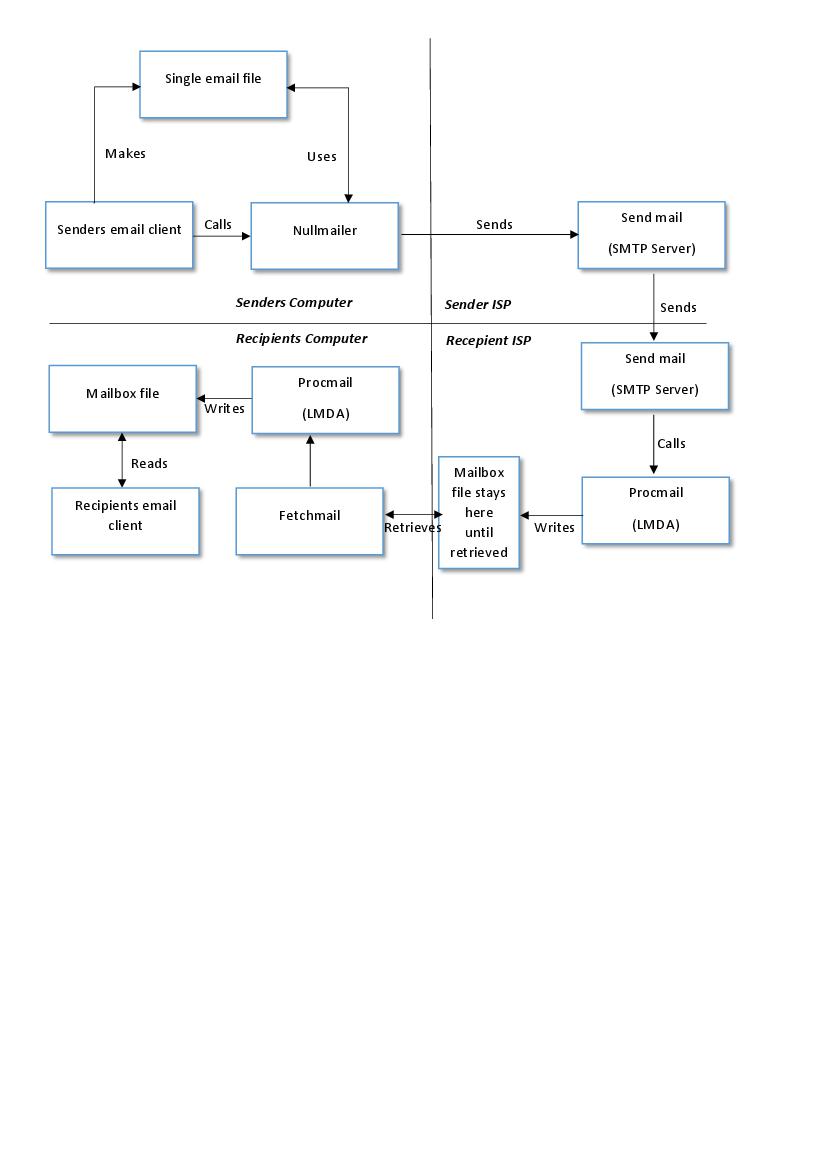 Single email file
Makes
Uses
Senders email client
Calls
Nullmailer
Sends
Send mail
(SMTP Server)
Senders Computer
Sender ISP
Sends
Recipients Computer
Recepient ISP
Mailbox file
Writes
Procmail
(LMDA)
Send mail
(SMTP Server)
Calls
Reads
Recipients email
client
Fetchmail
Retrieves
Mailbox
file stays
here
until
retrieved
Writes
Procmail
(LMDA)